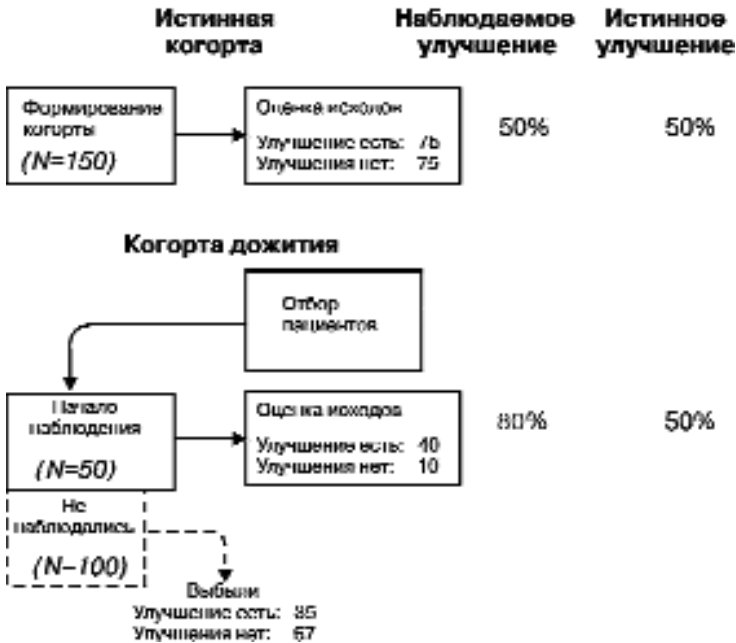 Истинная
когорта
Наблюдаемое
улучшение
Истинное
улучшение
Формирование
когорты
(N=150)
Оценка исходов
Улучшение есть: 75
Улучшения нет: 75
50%
50%
Когорта дожития
Отбор
пациентов
Начало
наблюдения
(N=50)
Оценка исходов
Улучшение есть: 40
Улучшения нет: 10
80%
50%
Не
наблюдались
(N=100)
Выбыли
Улучшение есть: 35
Улучшения нет: 67